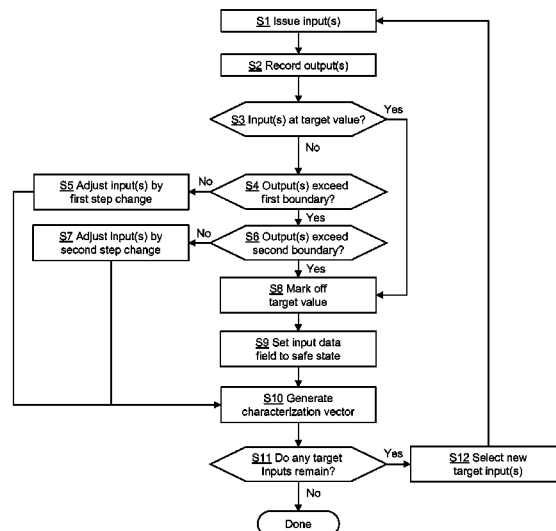 S1 Issue input(s)
S2 Record output(s)
S3 Input(s) at target value?
Yes
No
S5 Adjust input(s) by
first step change
No
S4 Output(s) exceed
first boundary?
Yes
S7 Adjust Input(s) by
second step change
No
S6 Output(s) exceed
second boundary?
Yes
S8 Mark off
target value
S9 Set input data
field to safe state
S10 Generate
characterization vector
S11 Do any target
Inputs remain?
Yes
S12 Select new
target input(s)
No
Done